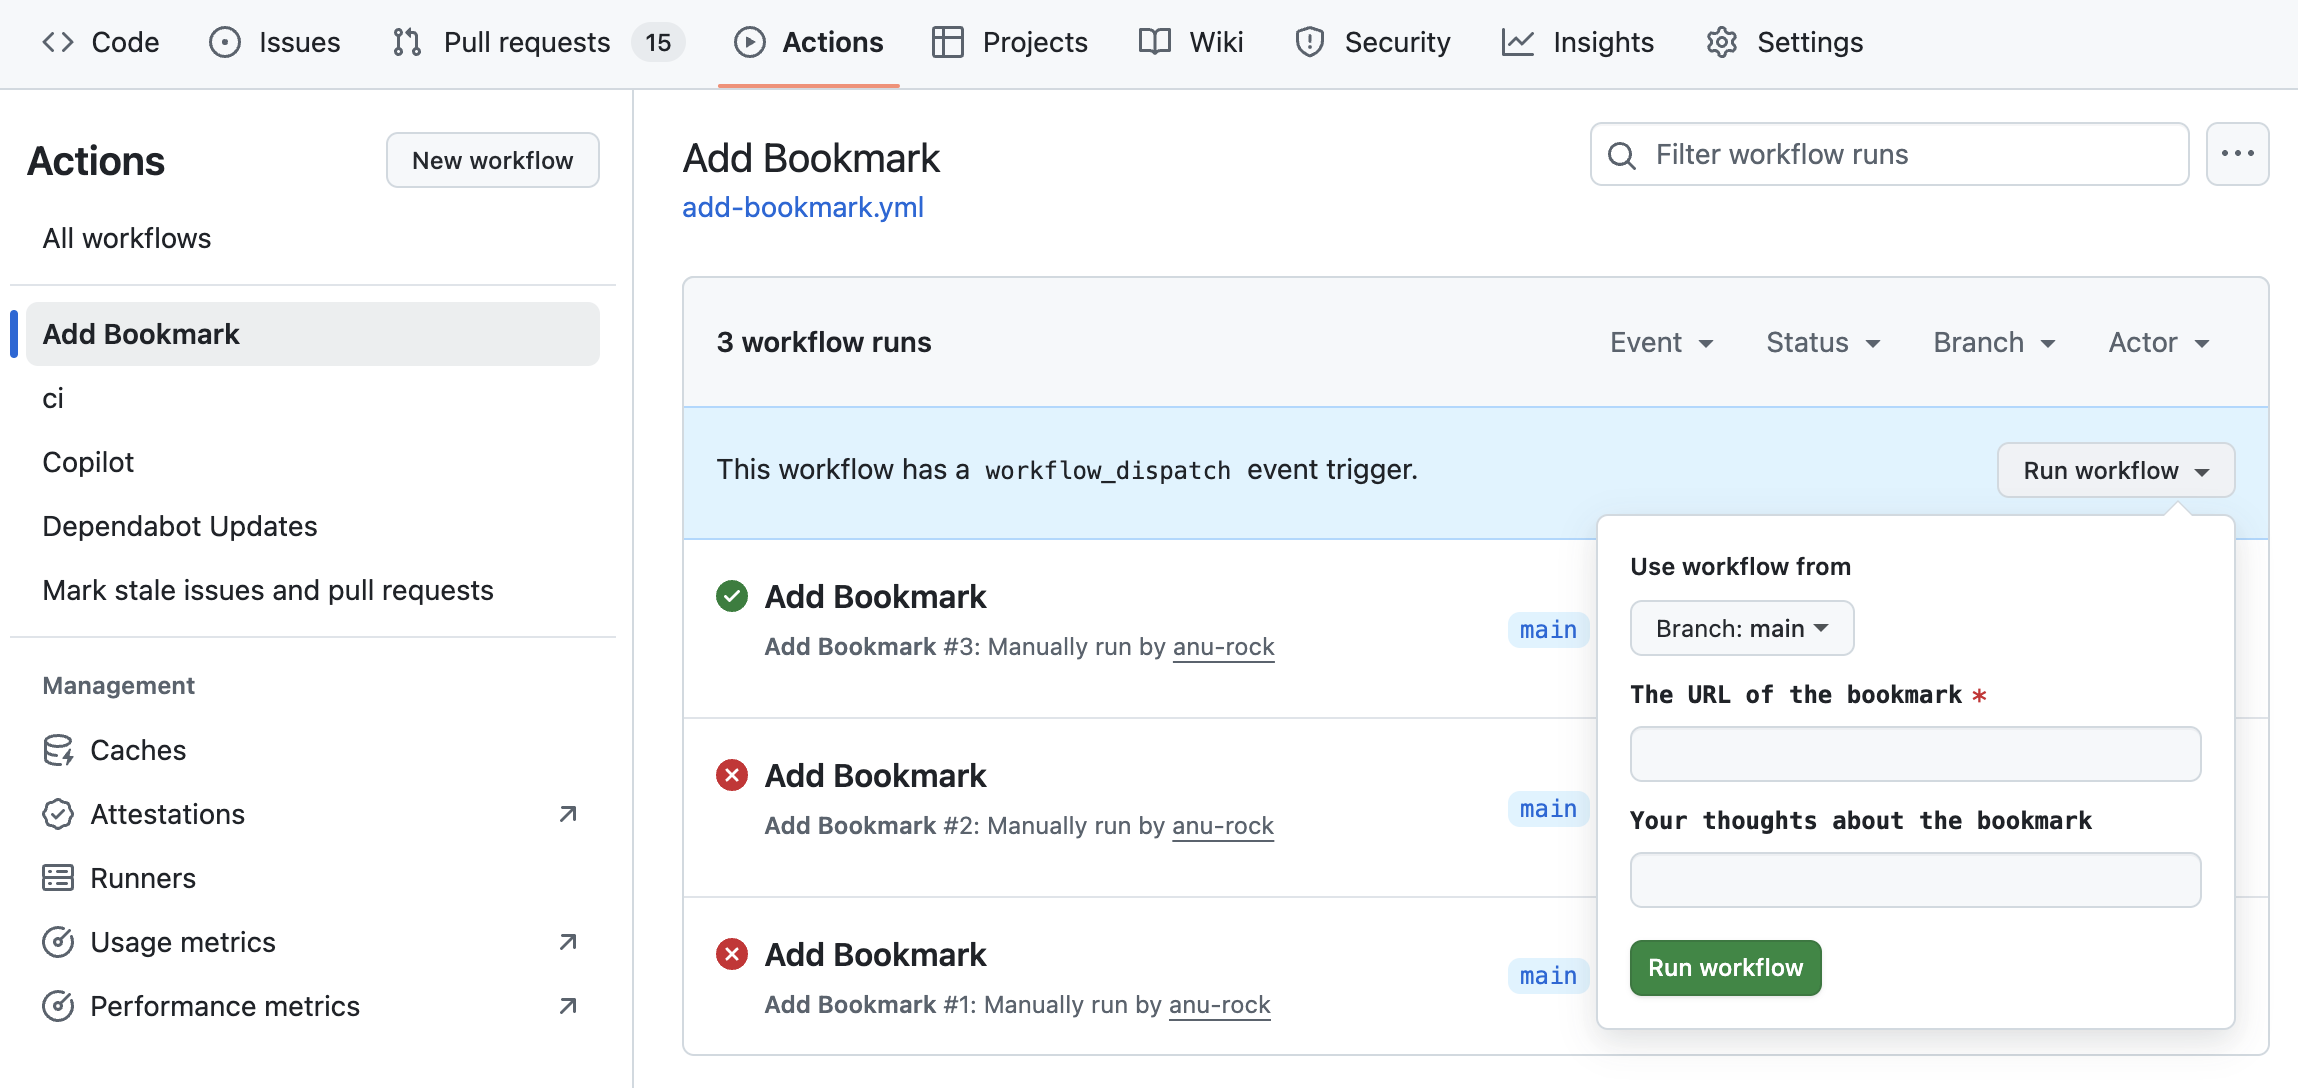 Code Issues Pull requests 15 Actions Projects Wiki Security Insights Settings
Actions
New workflow
All workflows
Add Bookmark
ci
Copilot
Dependabot Updates
Mark stale issues and pull requests
Management
Caches
Attestations
Runners
Usage metrics
Performance metrics
Add Bookmark
add-bookmark.yml
Filter workflow runs
3 workflow runs
Event Status Branch Actor
This workflow has a workflow_dispatch event trigger.
Run workflow
Add Bookmark
Add Bookmark #3: Manually run by anu-rock
main
Add Bookmark
Add Bookmark #2: Manually run by anu-rock
main
Add Bookmark
Add Bookmark #1: Manually run by anu-rock
main
Use workflow from
Branch: main
The URL of the bookmark *
Your thoughts about the bookmark
Run workflow